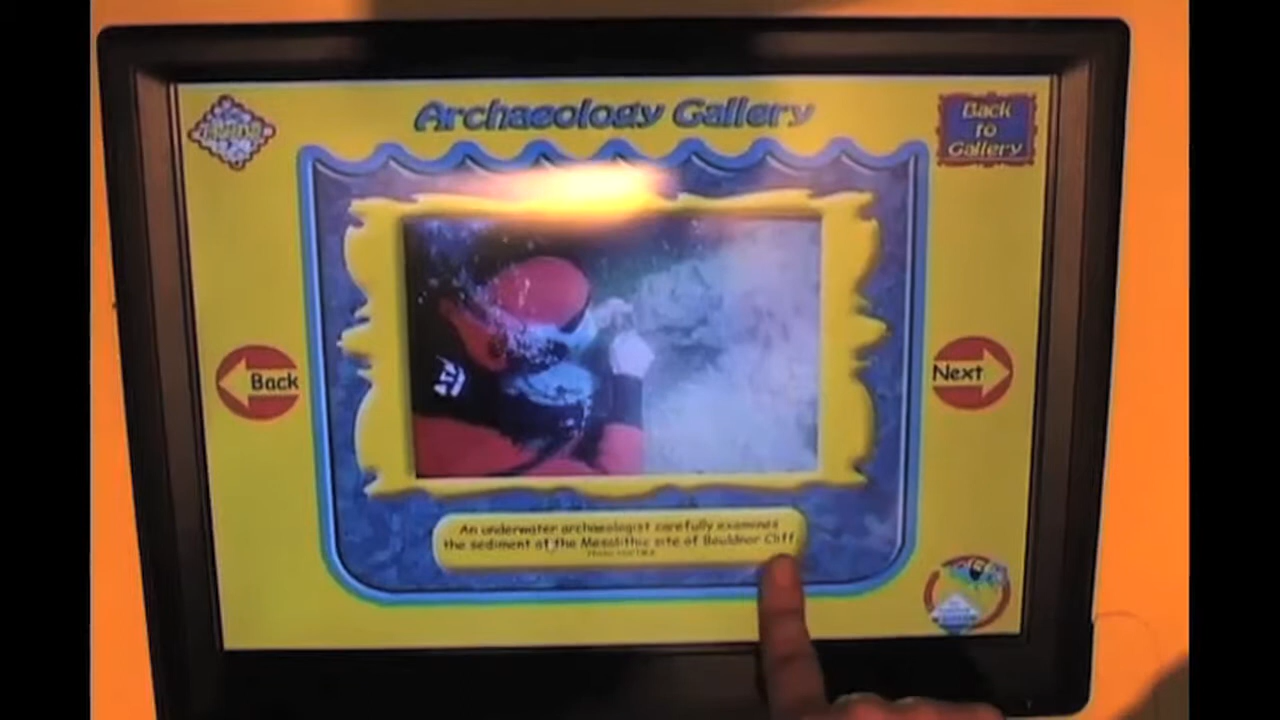 Archaeology Gallery
Back
to
Gallery
Back
Next
An underwater archaeologist carefully examines
the sediment at the Mesolithic site of Bouldnor Cliff.